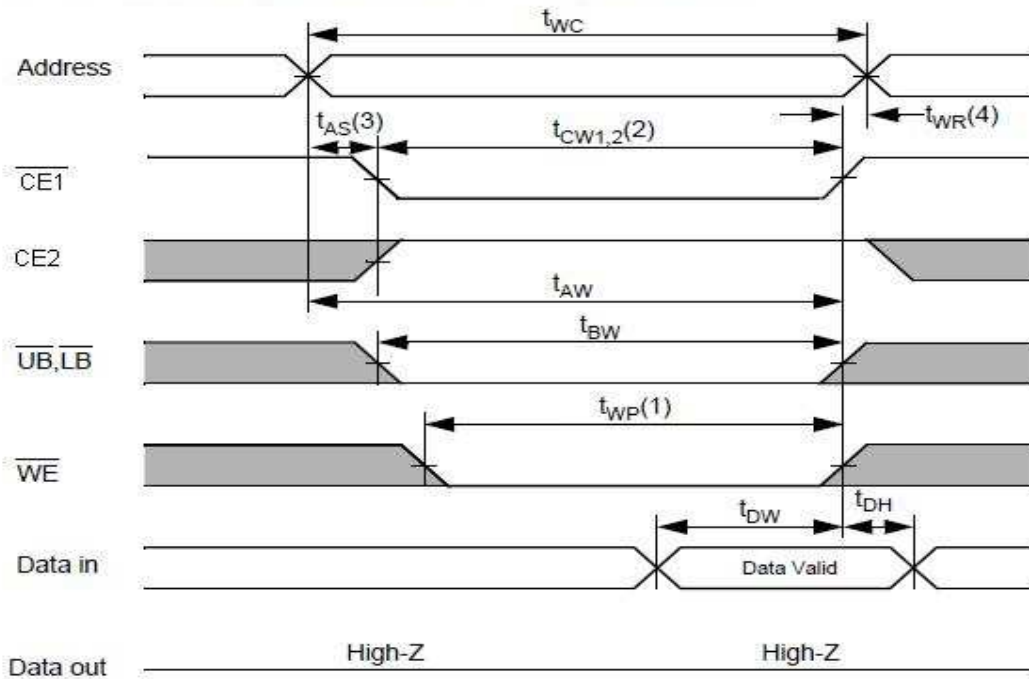 tWC
Address
tAS(3)
tCW1,2(2)
tWR(4)
CE1
CE2
tAW
tBW
UB,LB
tWP(1)
WE
tDW
tDH
Data in
Data Valid
Data out
High-Z
High-Z